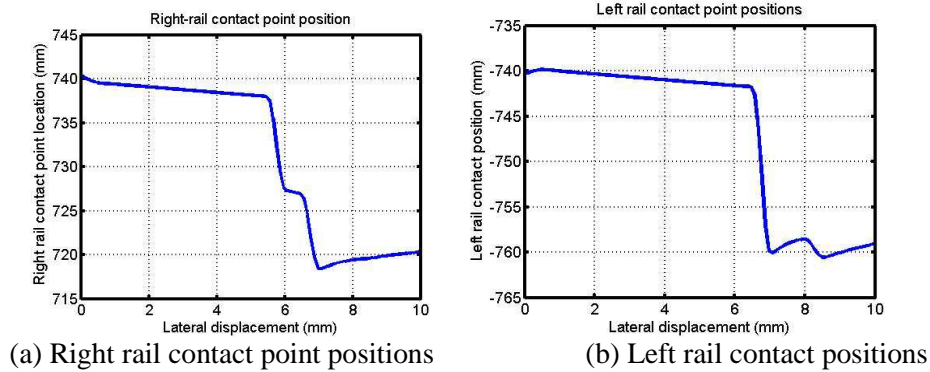 Right-rail contact point position
Right rail contact point location (mm)
745
740
735
730
725
720
715
0 2 4 6 8 10
Lateral displacement (mm)
(a) Right rail contact point positions
Left rail contact point positions
Left rail contact position (mm)
-735
-740
-745
-750
-755
-760
-765
0 2 4 6 8 10
Lateral displacement (mm)
(b) Left rail contact positions